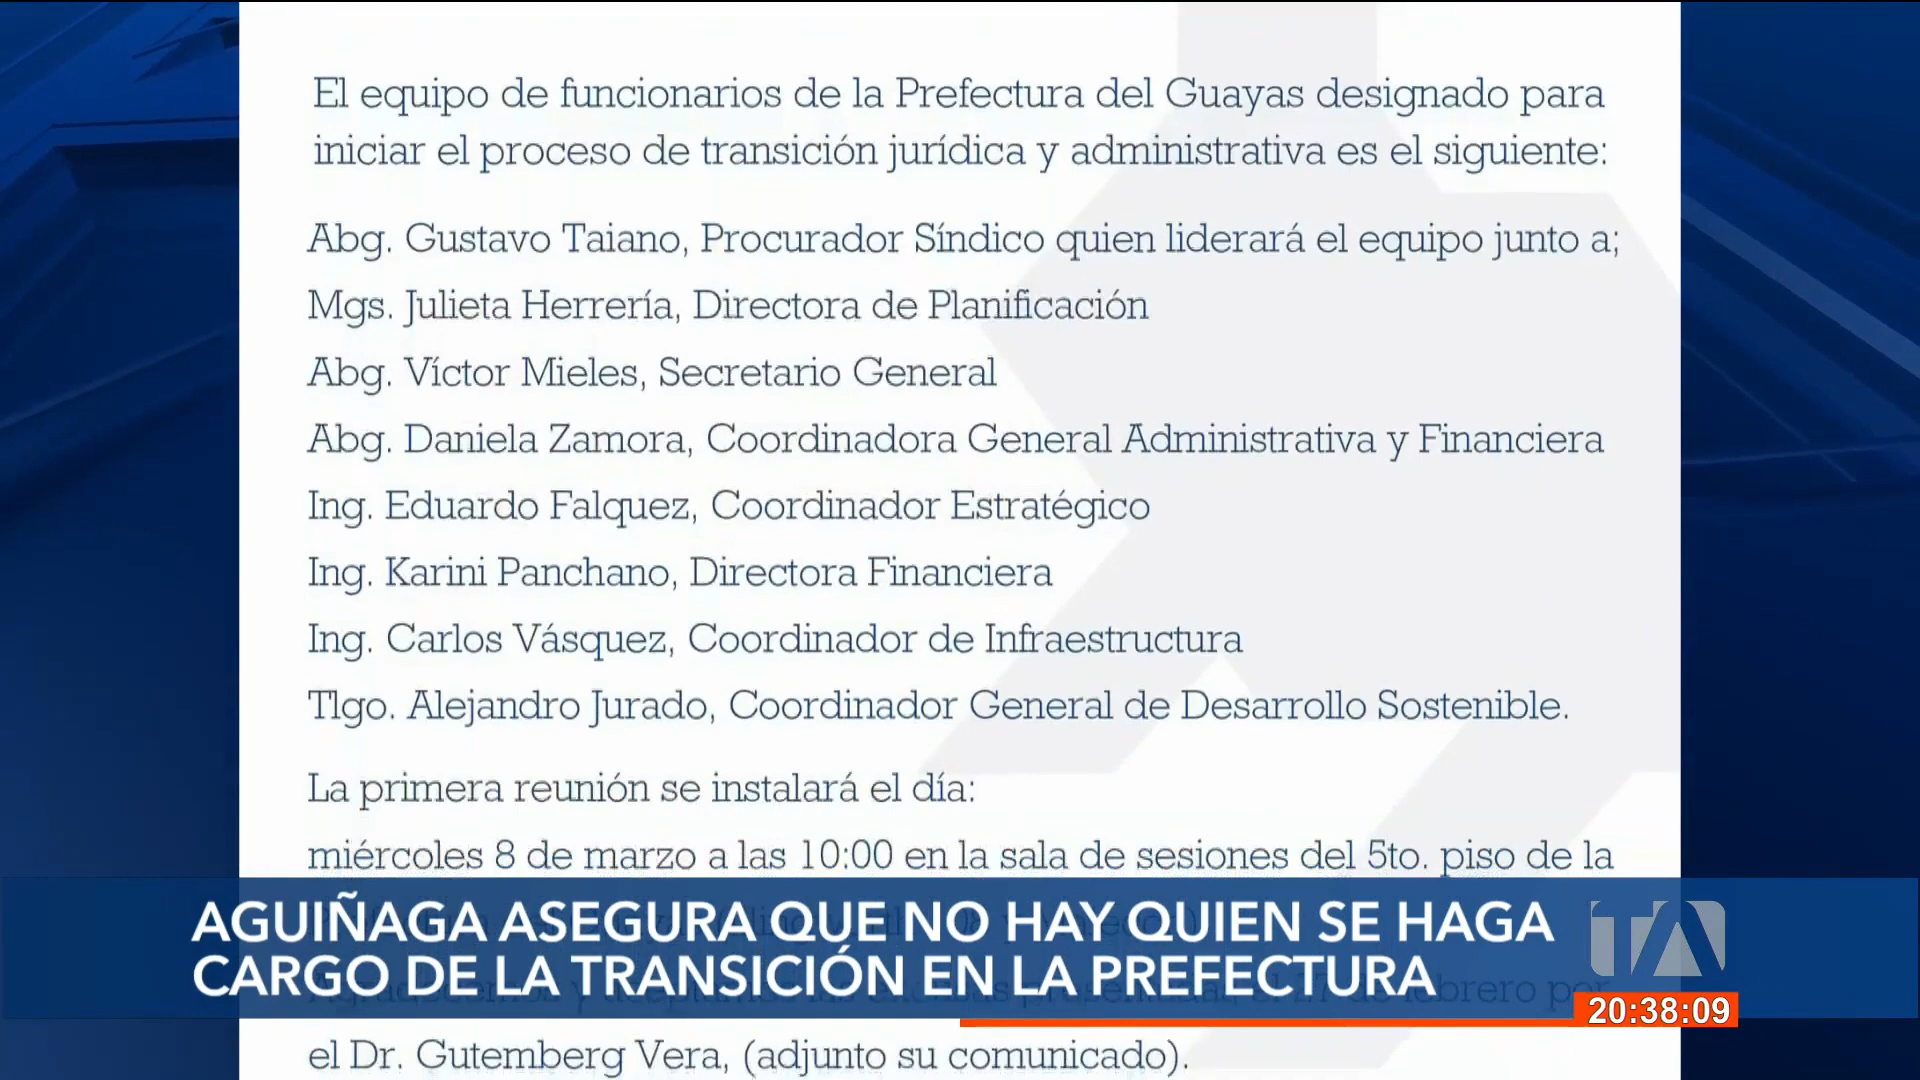 El equipo de funcionarios de la Prefectura del Guayas designado para
iniciar el proceso de transición jurídica y administrativa es el siguiente:
Abg. Gustavo Taiano, Procurador Síndico quien liderará el equipo junto a;
Mgs. Julieta Herrería, Directora de Planificación
Abg. Víctor Mieles, Secretario General
Abg. Daniela Zamora, Coordinadora General Administrativa y Financiera
Ing. Eduardo Falquez, Coordinador Estratégico
Ing. Karini Panchano, Directora Financiera
Ing. Carlos Vásquez, Coordinador de Infraestructura
Tlgo. Alejandro Jurado, Coordinador General de Desarrollo Sostenible.
La primera reunión se instalará el día:
miércoles 8 de marzo a las 10:00 en la sala de sesiones del 5to. piso de la
AGUIÑAGA ASEGURA QUE NO HAY QUIEN SE HAGA
CARGO DE LA TRANSICIÓN EN LA PREFECTURA
TA
20:38:09
el Dr. Gutemberg Vera, (adjunto su comunicado).